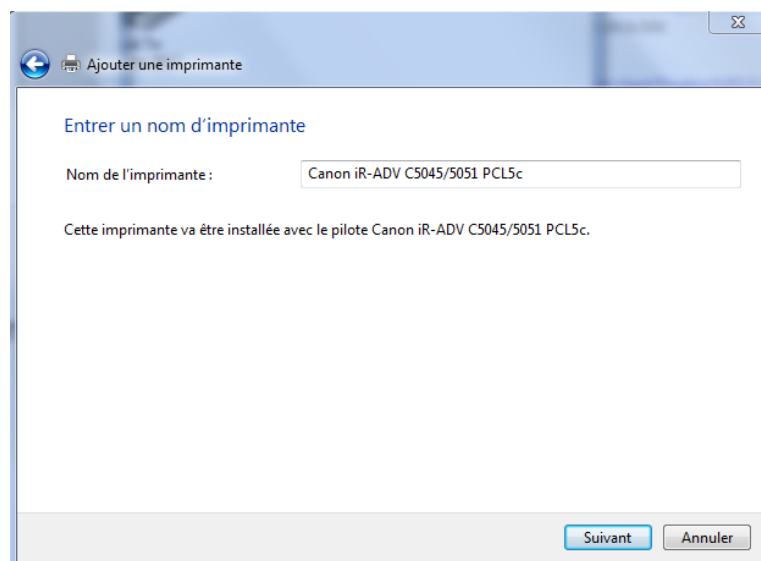 Ajouter une imprimante
Entrer un nom d'imprimante
Nom de l'imprimante : Canon iR-ADV C5045/5051 PCL5c
Cette imprimante va être installée avec le pilote Canon iR-ADV C5045/5051 PCL5c.
Suivant Annuler